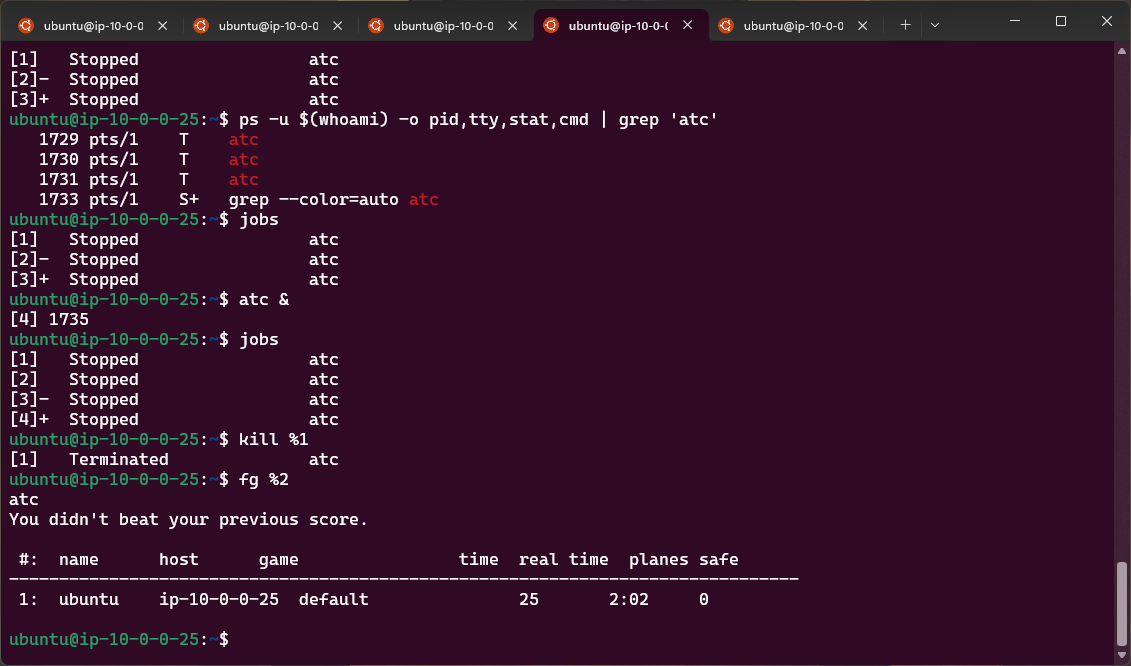 ubuntu@ip-10-0-0 ubuntu@ip-10-0-0 ubuntu@ip-10-0-0 ubuntu@ip-10-0-( ubuntu@ip-10-0-0
[1]   Stopped                 atc
[2]-  Stopped                 atc
[3]+  Stopped                 atc
ubuntu@ip-10-0-0-25:~$ ps -u $(whoami) -o pid,tty,stat,cmd | grep 'atc'
   1729 pts/1    T    atc
   1730 pts/1    T    atc
   1731 pts/1    T    atc
   1733 pts/1    S+   grep --color=auto atc
ubuntu@ip-10-0-0-25:~$ jobs
[1]   Stopped                 atc
[2]-  Stopped                 atc
[3]+  Stopped                 atc
ubuntu@ip-10-0-0-25:~$ atc &
[4] 1735
ubuntu@ip-10-0-0-25:~$ jobs
[1]   Stopped                 atc
[2]   Stopped                 atc
[3]-  Stopped                 atc
[4]+  Stopped                 atc
ubuntu@ip-10-0-0-25:~$ kill %1
[1]   Terminated              atc
ubuntu@ip-10-0-0-25:~$ fg %2
atc
You didn't beat your previous score.
 #:  name      host      game                time  real time  planes safe
-------------------------------------------------------------------------------
 1:  ubuntu    ip-10-0-0-25  default               25       2:02     0
ubuntu@ip-10-0-0-25:~$